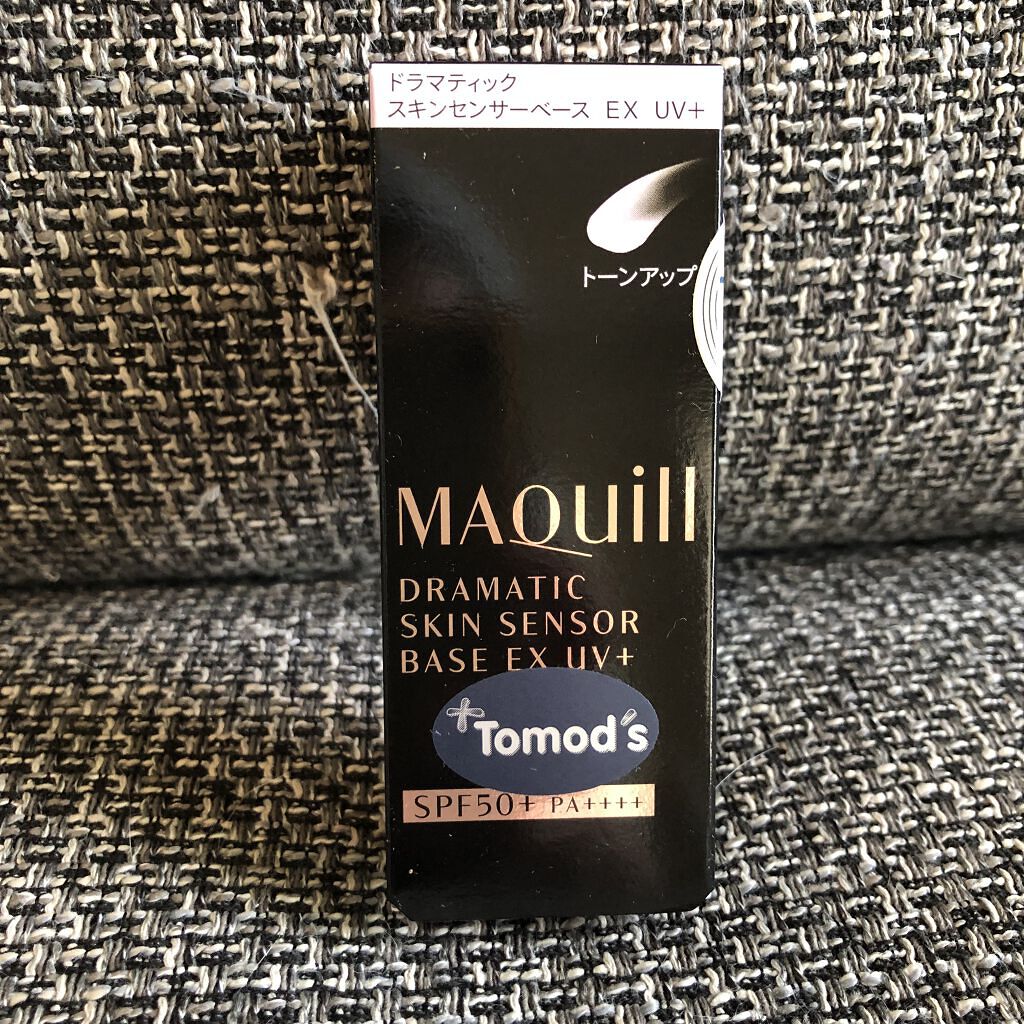 ドラマティック
スキンセンサーベース EX UV+
トーンアップ
MAQuill
DRAMATIC
SKIN SENSOR
BASE EX UV+
Tomod's
SPF50+ PA++++